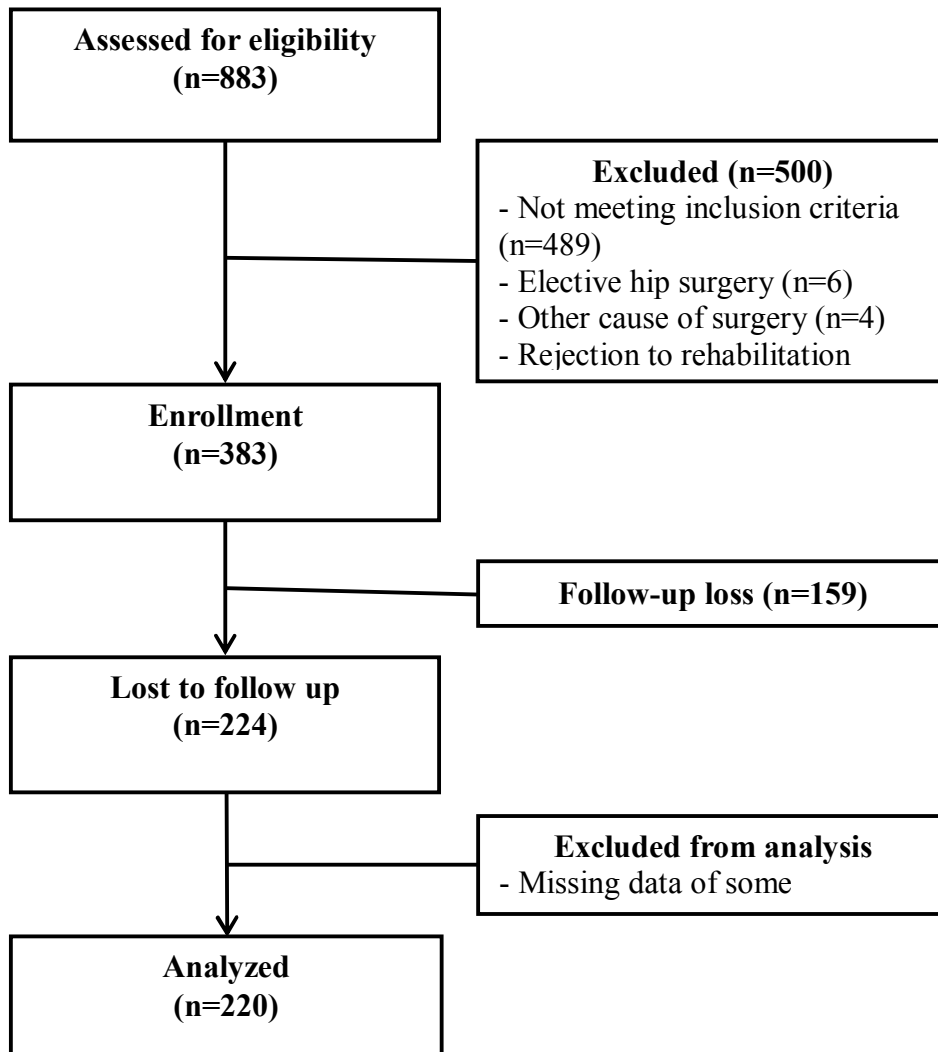 Assessed for eligibility
(n=883)
Excluded (n=500)
- Not meeting inclusion criteria
(n=489)
- Elective hip surgery (n=6)
- Other cause of surgery (n=4)
- Rejection to rehabilitation
Enrollment
(n=383)
Follow-up loss (n=159)
Lost to follow up
(n=224)
Excluded from analysis
- Missing data of some
Analyzed
(n=220)